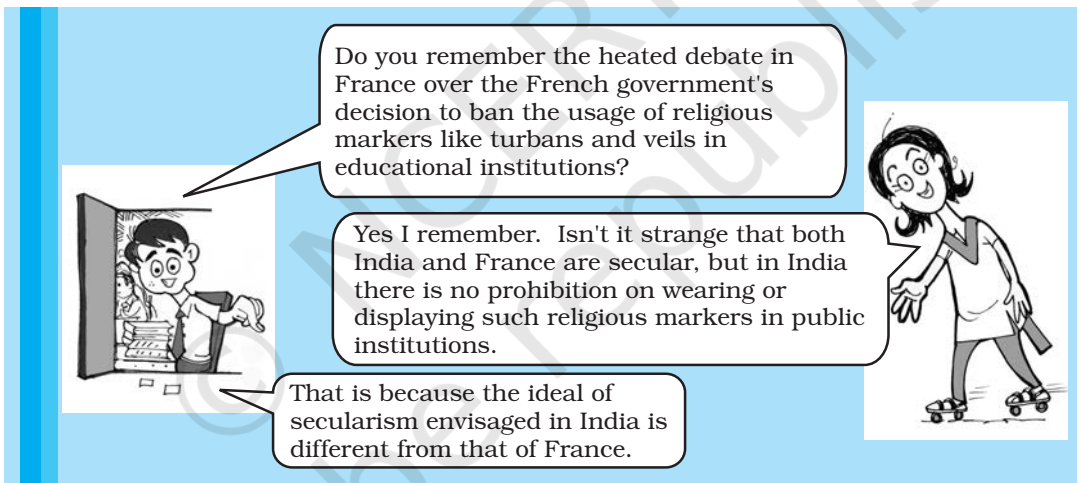 Do you remember the heated debate in
France over the French government's
decision to ban the usage of religious
markers like turbans and veils in
educational institutions?
Yes I remember. Isn't it strange that both
India and France are secular, but in India
there is no prohibition on wearing or
displaying such religious markers in public
institutions.
That is because the ideal of
secularism envisaged in India is
different from that of France.